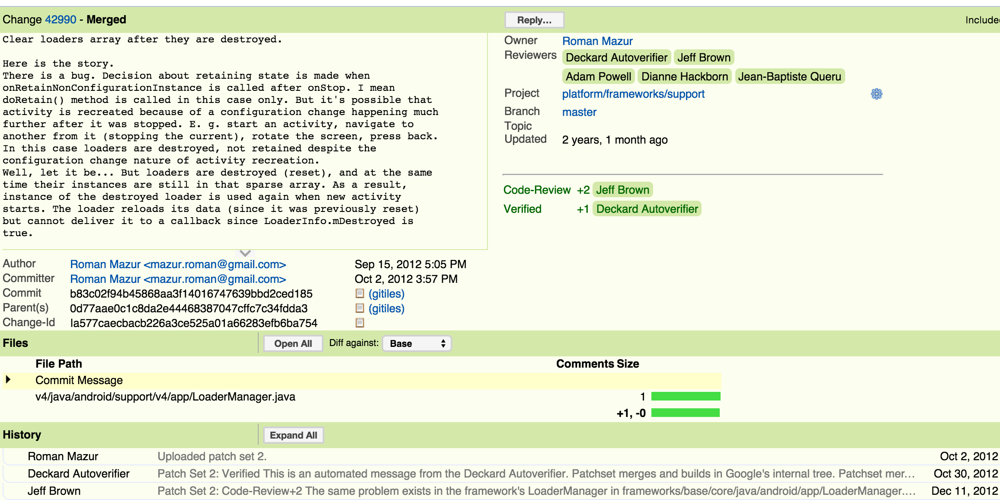 Change 42990 - Merged
Reply...
Clear loaders array after they are destroyed.
Here is the story.
There is a bug. Decision about retaining state is made when
onRetainNonConfigurationInstance is called after onStop. I mean
doRetain() method is called in this case only. But it's possible that
activity is recreated because of a configuration change happening much
further after it was stopped. E. g. start an activity, navigate to
another from it (stopping the current), rotate the screen, press back.
In this case loaders are destroyed, not retained despite the
configuration change nature of activity recreation.
Well, let it be... But loaders are destroyed (reset), and at the same
time their instances are still in that sparse array. As a result,
instance of the destroyed loader is used again when new activity
starts. The loader reloads its data (since it was previously reset)
but cannot deliver it to a callback since LoaderInfo.mDestroyed is
true.
Owner Roman Mazur
Reviewers Deckard Autoverifier Jeff Brown
Adam Powell Dianne Hackborn Jean-Baptiste Queru
Project platform/frameworks/support
Branch master
Topic
Updated 2 years, 1 month ago
Code-Review +2 Jeff Brown
Verified +1 Deckard Autoverifier
Author Roman Mazur <mazur.roman@gmail.com> Sep 15, 2012 5:05 PM
Committer Roman Mazur <mazur.roman@gmail.com> Oct 2, 2012 3:57 PM
Commit b83c02f94b45868aa3f14016747639bbd2ced185 (gitiles)
Parent(s) 0d77aae0c1c8da2e44468387047cffc7c34fdda3 (gitiles)
Change-Id Ia577caecbacb226a3ce525a01a66283efb6ba754
Files Open All Diff against: Base
File Path Comments Size
Commit Message
v4/java/android/support/v4/app/LoaderManager.java 1
+1, -0
History Expand All
Roman Mazur Uploaded patch set 2. Oct 2, 2012
Deckard Autoverifier Patch Set 2: Verified This is an automated message from the Deckard Autoverifier. Patchset merges and builds in Google's internal tree. Patchset mer... Oct 30, 2012
Jeff Brown Patch Set 2: Code-Review+2 The same problem exists in the framework's LoaderManager in frameworks/base/core/java/android/app/LoaderManager.... Dec 11, 2012